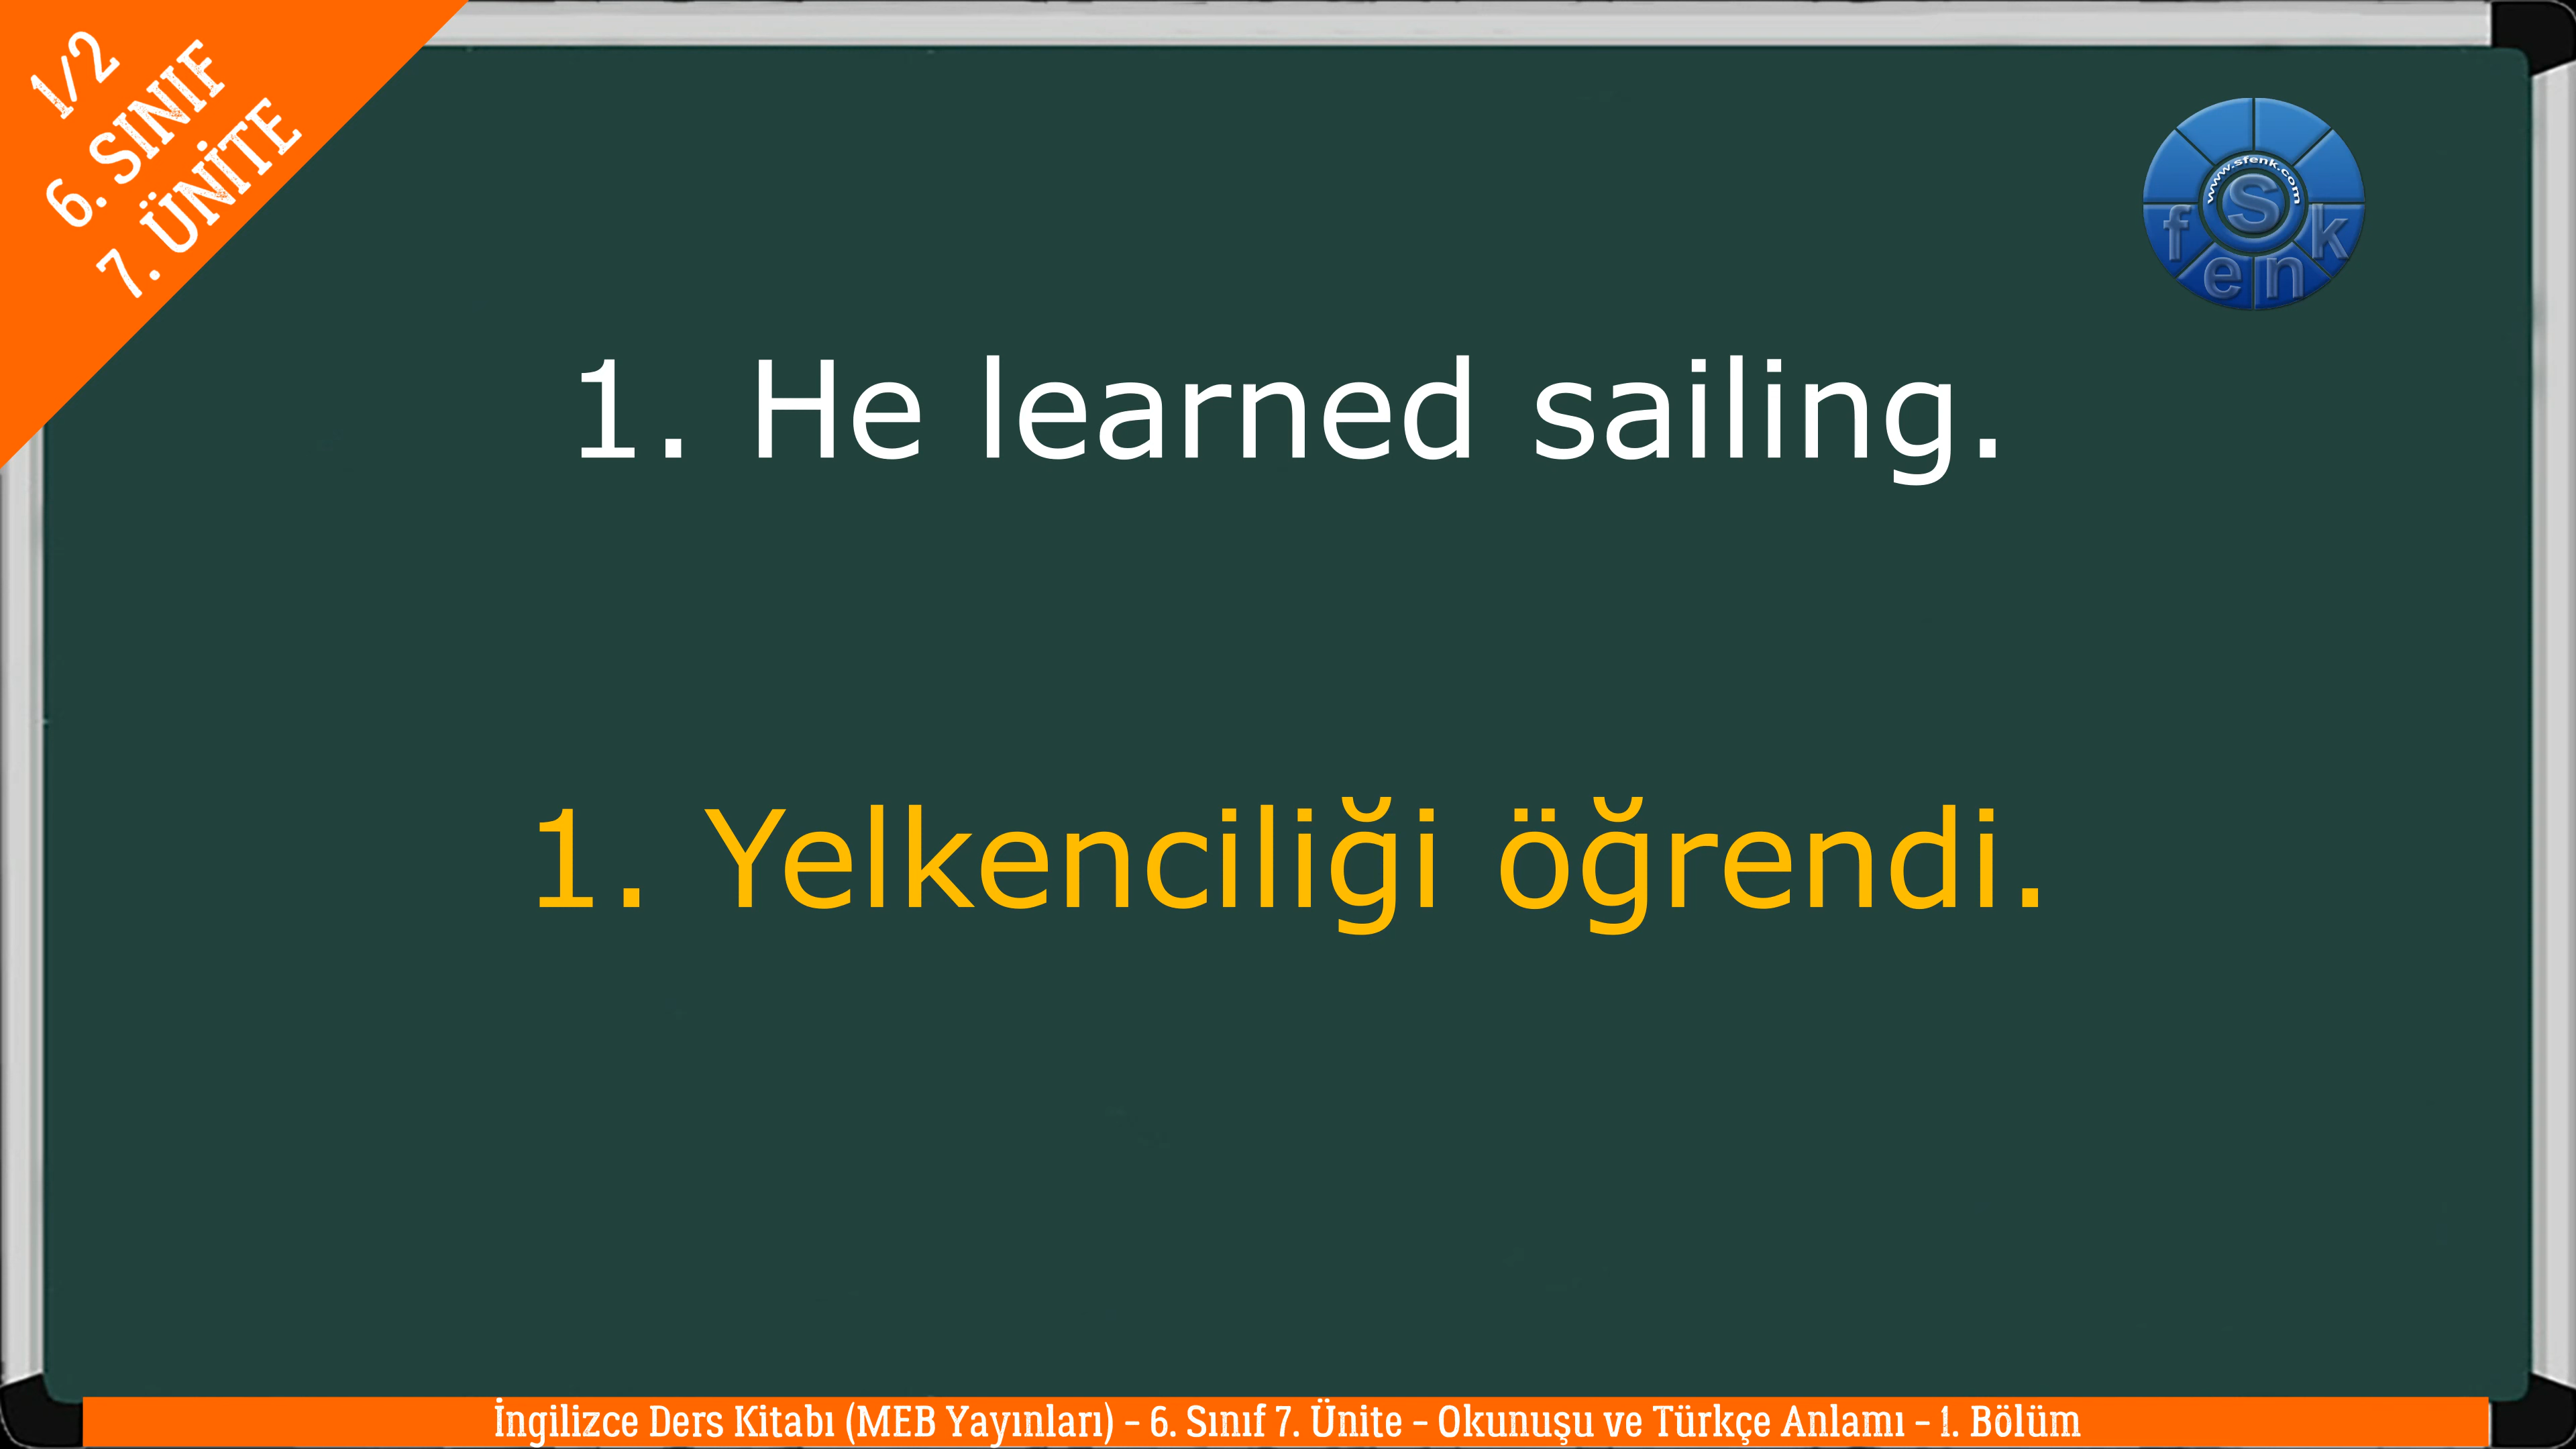 1/2
6. SINIF
7. ÜNİTE
www.sfenk.com
S
f e n k
1. He learned sailing.
1. Yelkenciliği öğrendi.
İngilizce Ders Kitabı (MEB Yayınları) – 6. Sınıf 7. Ünite – Okunuşu ve Türkçe Anlamı – 1. Bölüm